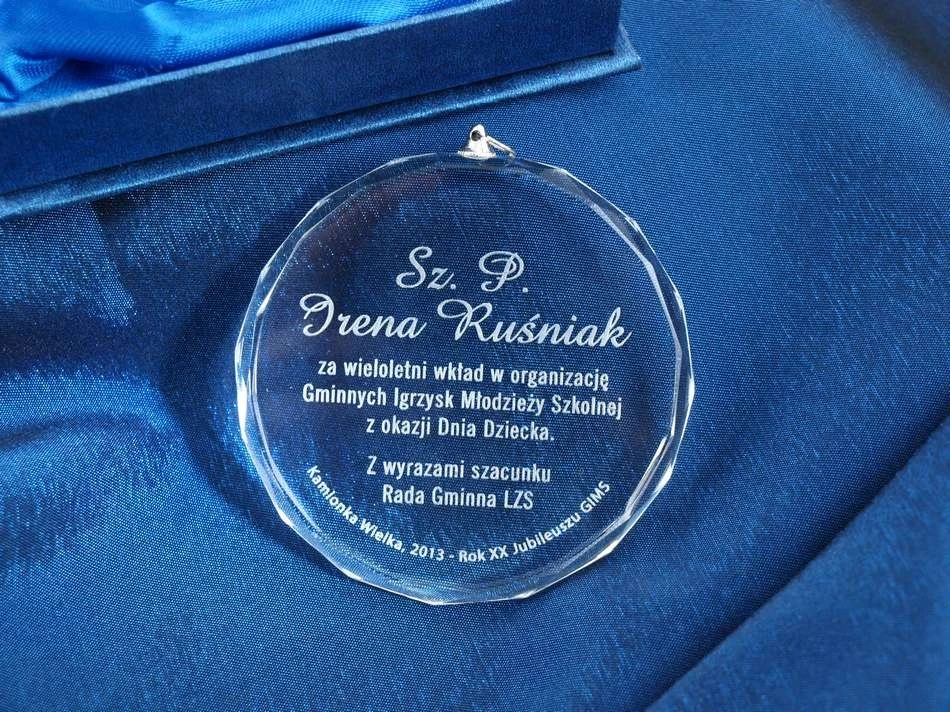 Sz. P.
Irena Ruśniak
za wieloletni wkład w organizację
Gminnych Igrzysk Młodzieży Szkolnej
z okazji Dnia Dziecka.
Z wyrazami szacunku
Rada Gminna LZS
Kamionka Wielka, 2013 - Rok XX Jubileuszu GIMS